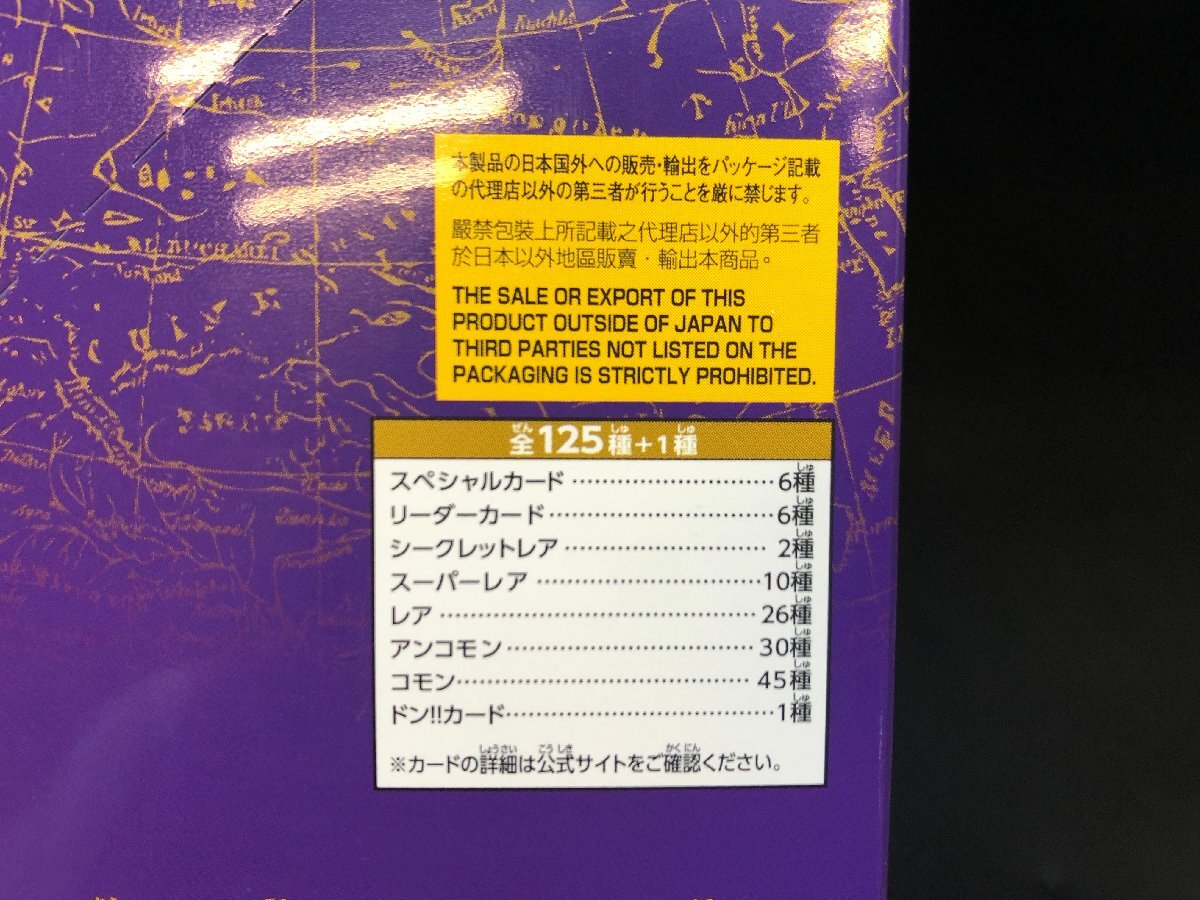 本製品の日本国外への販売・輸出をパッケージ記載
の代理店以外の第三者が行うことを厳に禁じます。
嚴禁包裝上所記載之代理店以外的第三者
於日本以外地區販賣・輸出本商品。
THE SALE OR EXPORT OF THIS
PRODUCT OUTSIDE OF JAPAN TO
THIRD PARTIES NOT LISTED ON THE
PACKAGING IS STRICTLY PROHIBITED.
全125種+1種
スペシャルカード 6種
リーダーカード 6種
シークレットレア 2種
スーパーレア 10種
レア 26種
アンコモン 30種
コモン 45種
ドン!!カード 1種
※カードの詳細は公式サイトをご確認ください。